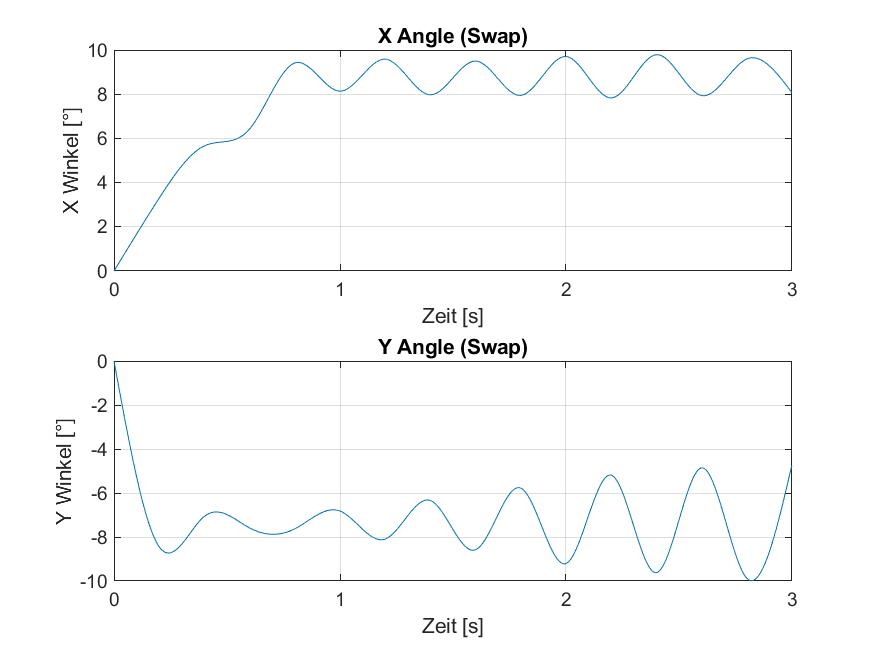 X Angle (Swap)
10
8
6
4
2
0
X Winkel [°]
0 1 2 3
Zeit [s]
Y Angle (Swap)
0
-2
-4
-6
-8
-10
Y Winkel [°]
0 1 2 3
Zeit [s]